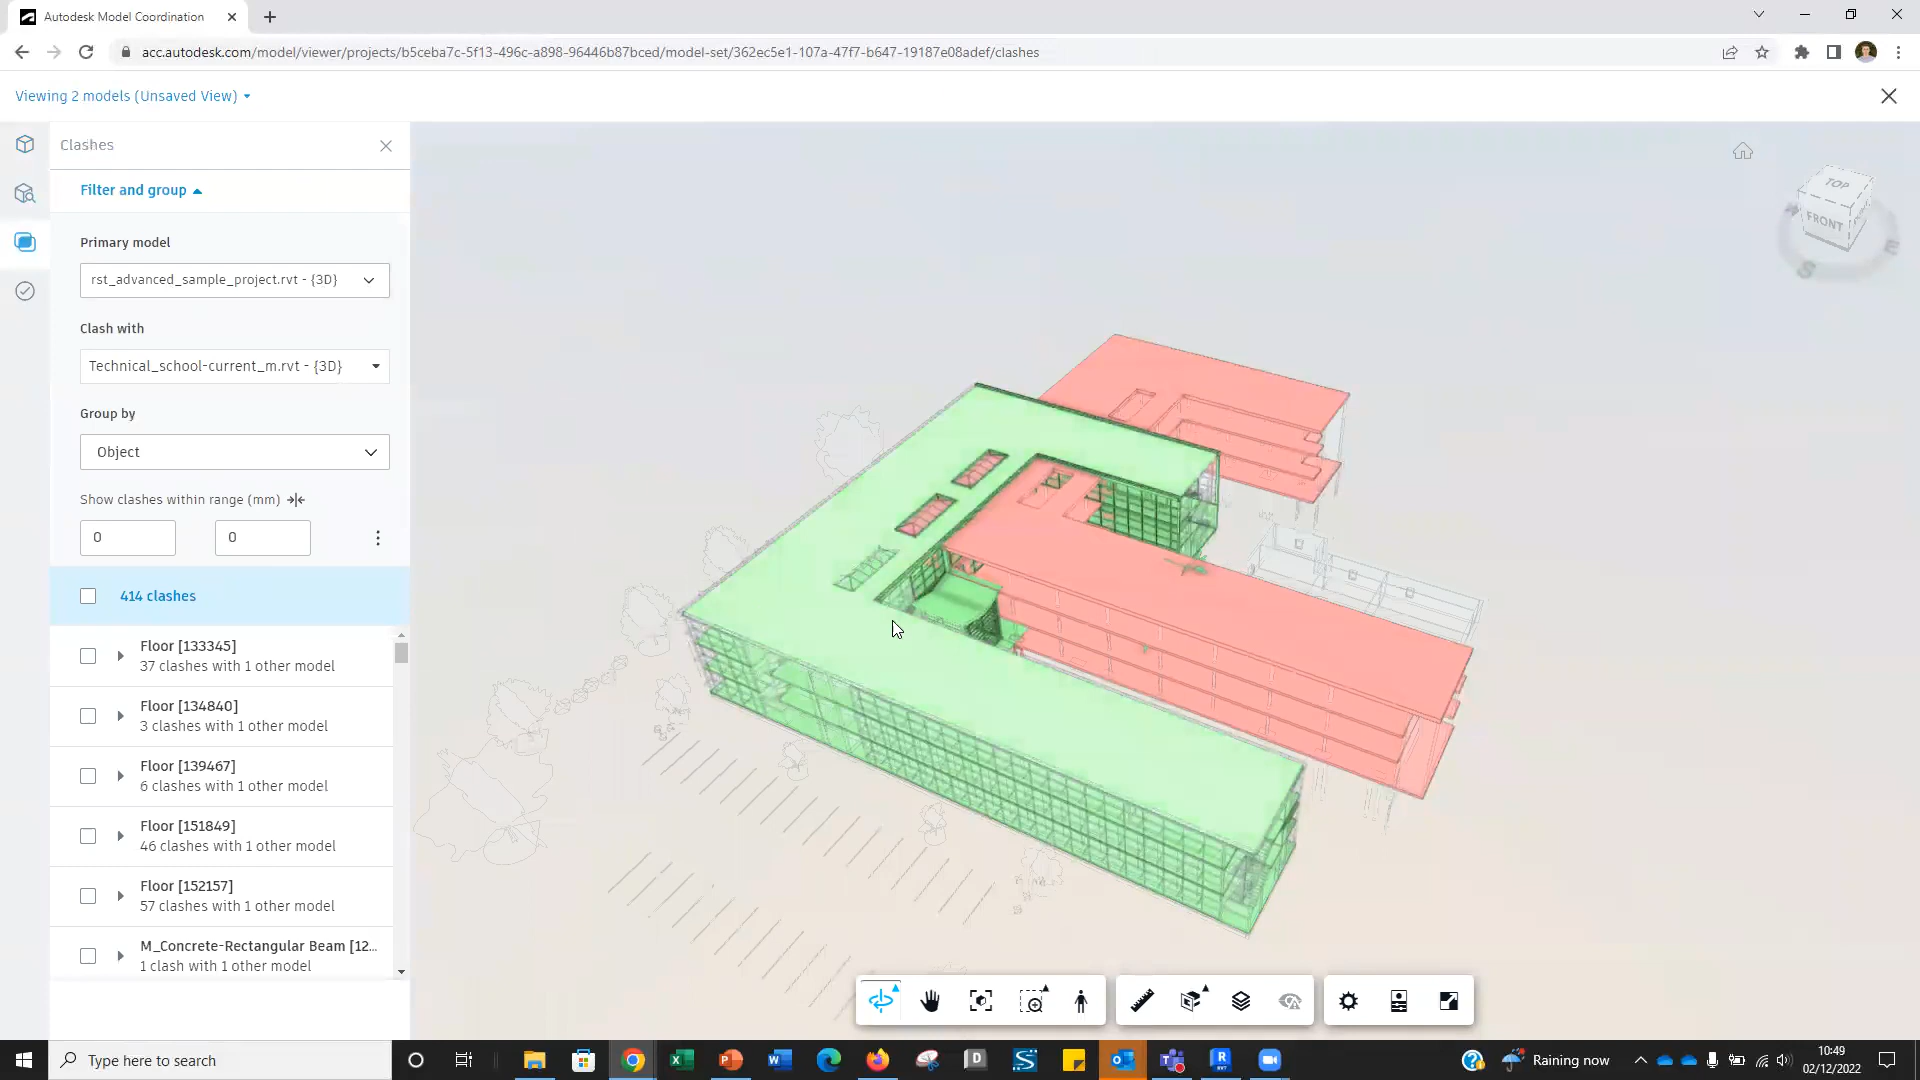 Autodesk Model Coordination
acc.autodesk.com/model/viewer/projects/b5ceba7c-5f13-496c-a898-96446b87bced/model-set/362ec5e1-107a-47f7-b647-19187e08adef/clashes
Viewing 2 models (Unsaved View)
Clashes
Filter and group
Primary model
rst_advanced_sample_project.rvt - {3D}
Clash with
Technical_school-current_m.rvt - {3D}
Group by
Object
Show clashes within range (mm)
0 0
414 clashes
Floor [133345]
37 clashes with 1 other model
Floor [134840]
3 clashes with 1 other model
Floor [139467]
6 clashes with 1 other model
Floor [151849]
46 clashes with 1 other model
Floor [152157]
57 clashes with 1 other model
M_Concrete-Rectangular Beam [12...
1 clash with 1 other model
TOP
FRONT
S
E
Type here to search
Raining now
10:49
02/12/2022